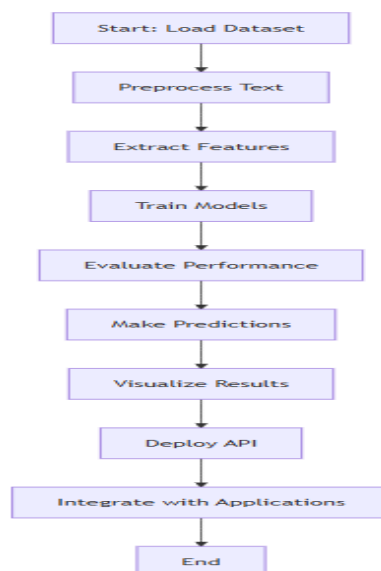 Start: Load Dataset
Preprocess Text
Extract Features
Train Models
Evaluate Performance
Make Predictions
Visualize Results
Deploy API
Integrate with Applications
End